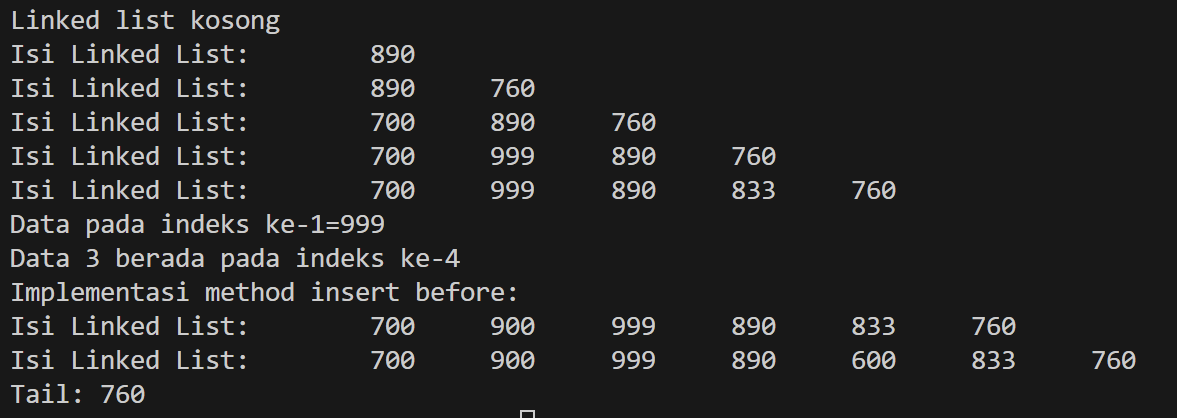 Linked list kosong
Isi Linked List:        890
Isi Linked List:        890     760
Isi Linked List:        700     890     760
Isi Linked List:        700     999     890     760
Isi Linked List:        700     999     890     833     760
Data pada indeks ke-1=999
Data 3 berada pada indeks ke-4
Implementasi method insert before:
Isi Linked List:        700     900     999     890     833     760
Isi Linked List:        700     900     999     890     600     833     760
Tail: 760